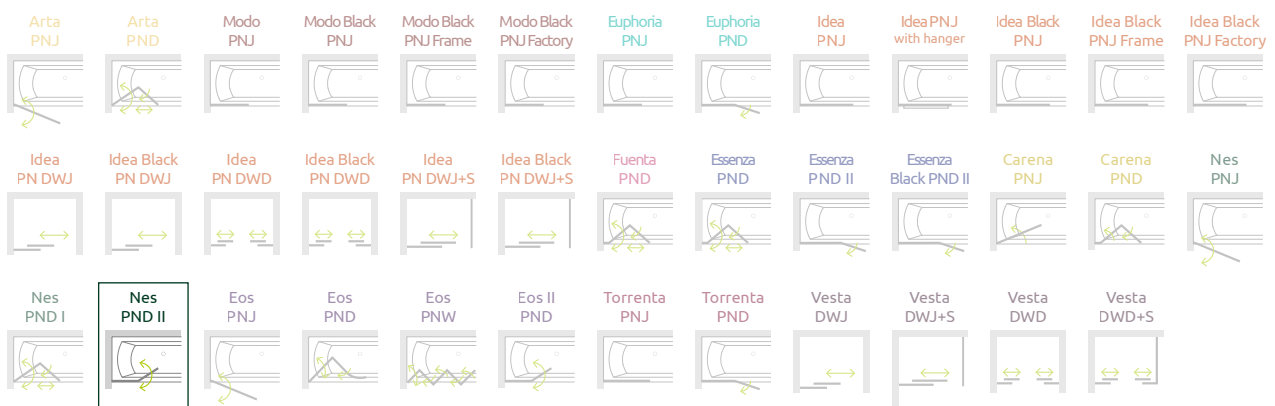 Arta
PNJ
Arta
PND
Modo
PNJ
Modo Black
PNJ
Modo Black
PNJ Frame
Modo Black
PNJ Factory
Euphoria
PNJ
Euphoria
PND
Idea
PNJ
Idea PNJ
with hanger
Idea Black
PNJ
Idea Black
PNJ Frame
Idea Black
PNJ Factory
Idea
PN DWJ
Idea Black
PN DWJ
Idea
PN DWD
Idea Black
PN DWD
Idea
PN DWJ+S
Idea Black
PN DWJ+S
Fuenta
PND
Essenza
PND
Essenza
PND II
Essenza
Black PND II
Carena
PNJ
Carena
PND
Nes
PNJ
Nes
PND I
Nes
PND II
Eos
PNJ
Eos
PND
Eos
PNW
Eos II
PND
Torrenta
PNJ
Torrenta
PND
Vesta
DWJ
Vesta
DWJ+S
Vesta
DWD
Vesta
DWD+S